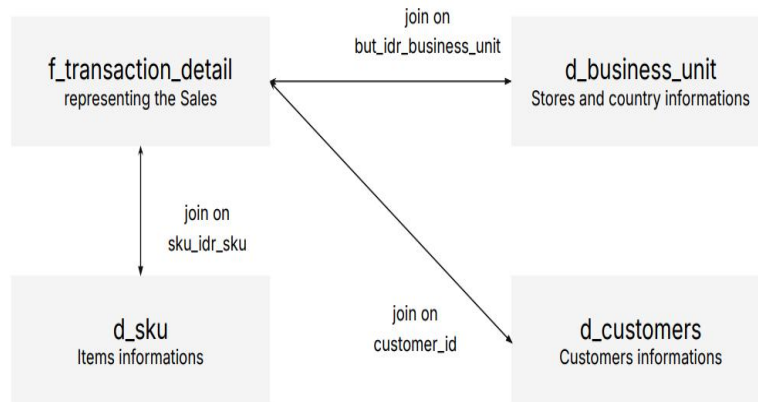 join on
but_idr_business_unit
f_transaction_detail
representing the Sales
d_business_unit
Stores and country informations
join on
sku_idr_sku
join on
customer_id
d_sku
Items informations
d_customers
Customers informations